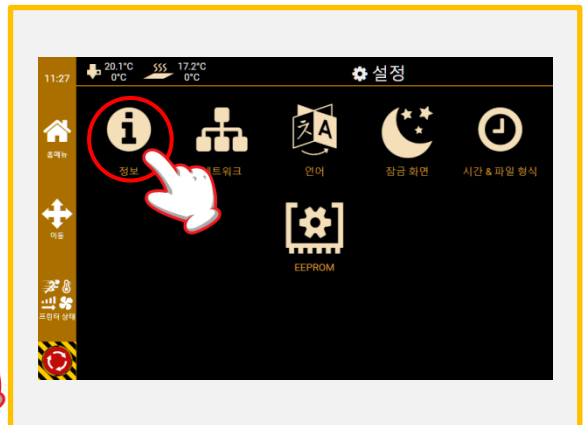 11:27
20.1°C
0°C
17.2°C
0°C
설정
홈메뉴
이동
프린터 상태
정보
트워크
언어
잠금 화면
시간 & 파일 형식
EEPROM